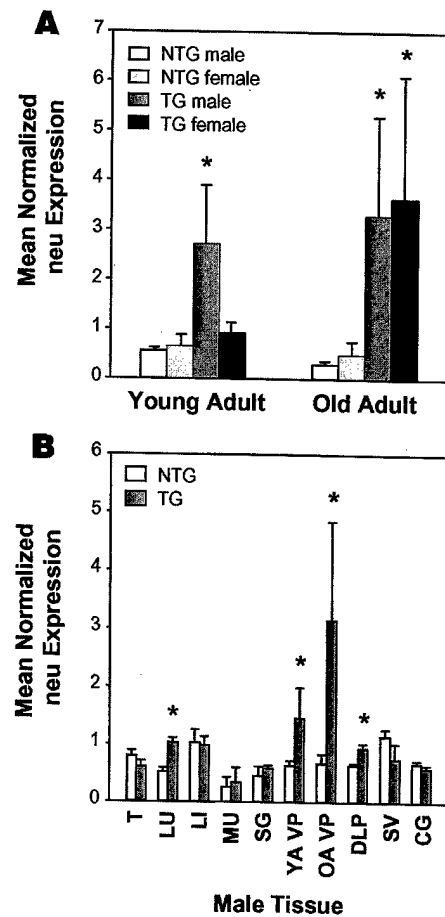 A
Mean Normalized
neu Expression
7
6
5
4
3
2
1
0
NTG male
NTG female
TG male
TG female
*
*
*
Young Adult
Old Adult
B
Mean Normalized
neu Expression
6
5
4
3
2
1
0
NTG
TG
*
*
*
*
T
LU
LI
MU
SG
YA VP
OA VP
DLP
SV
CG
Male Tissue